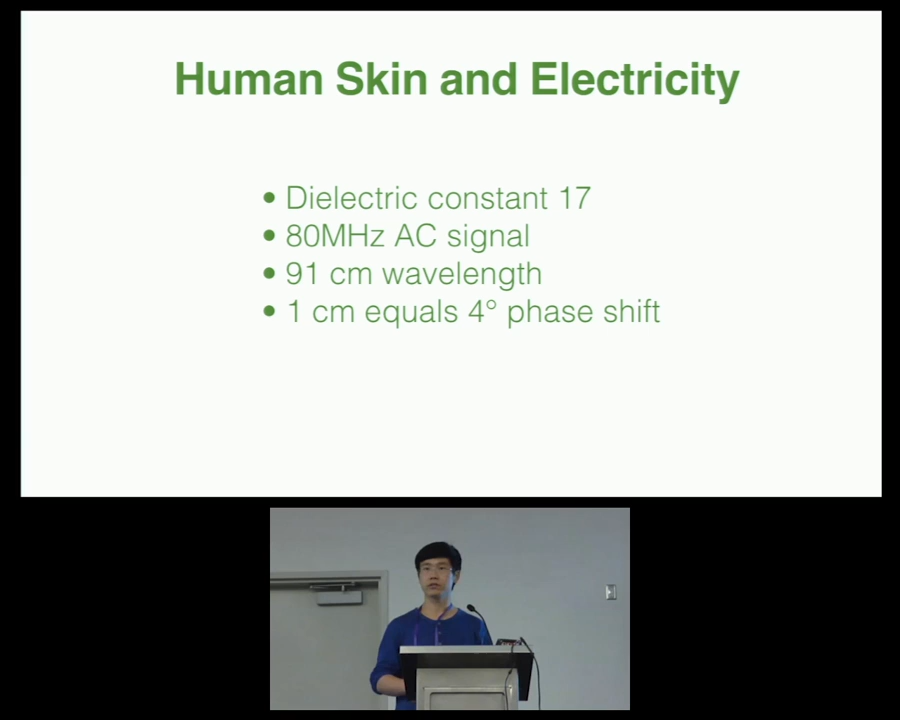 Human Skin and Electricity
• Dielectric constant 17
• 80MHz AC signal
• 91 cm wavelength
• 1 cm equals 4° phase shift